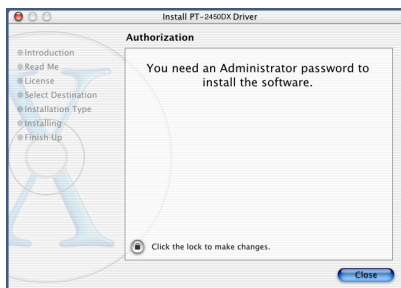 Install PT-2450DX Driver
Authorization
Introduction
Read Me
License
Select Destination
Installation Type
Installing
Finish Up
You need an Administrator password to
install the software.
Click the lock to make changes.
Close